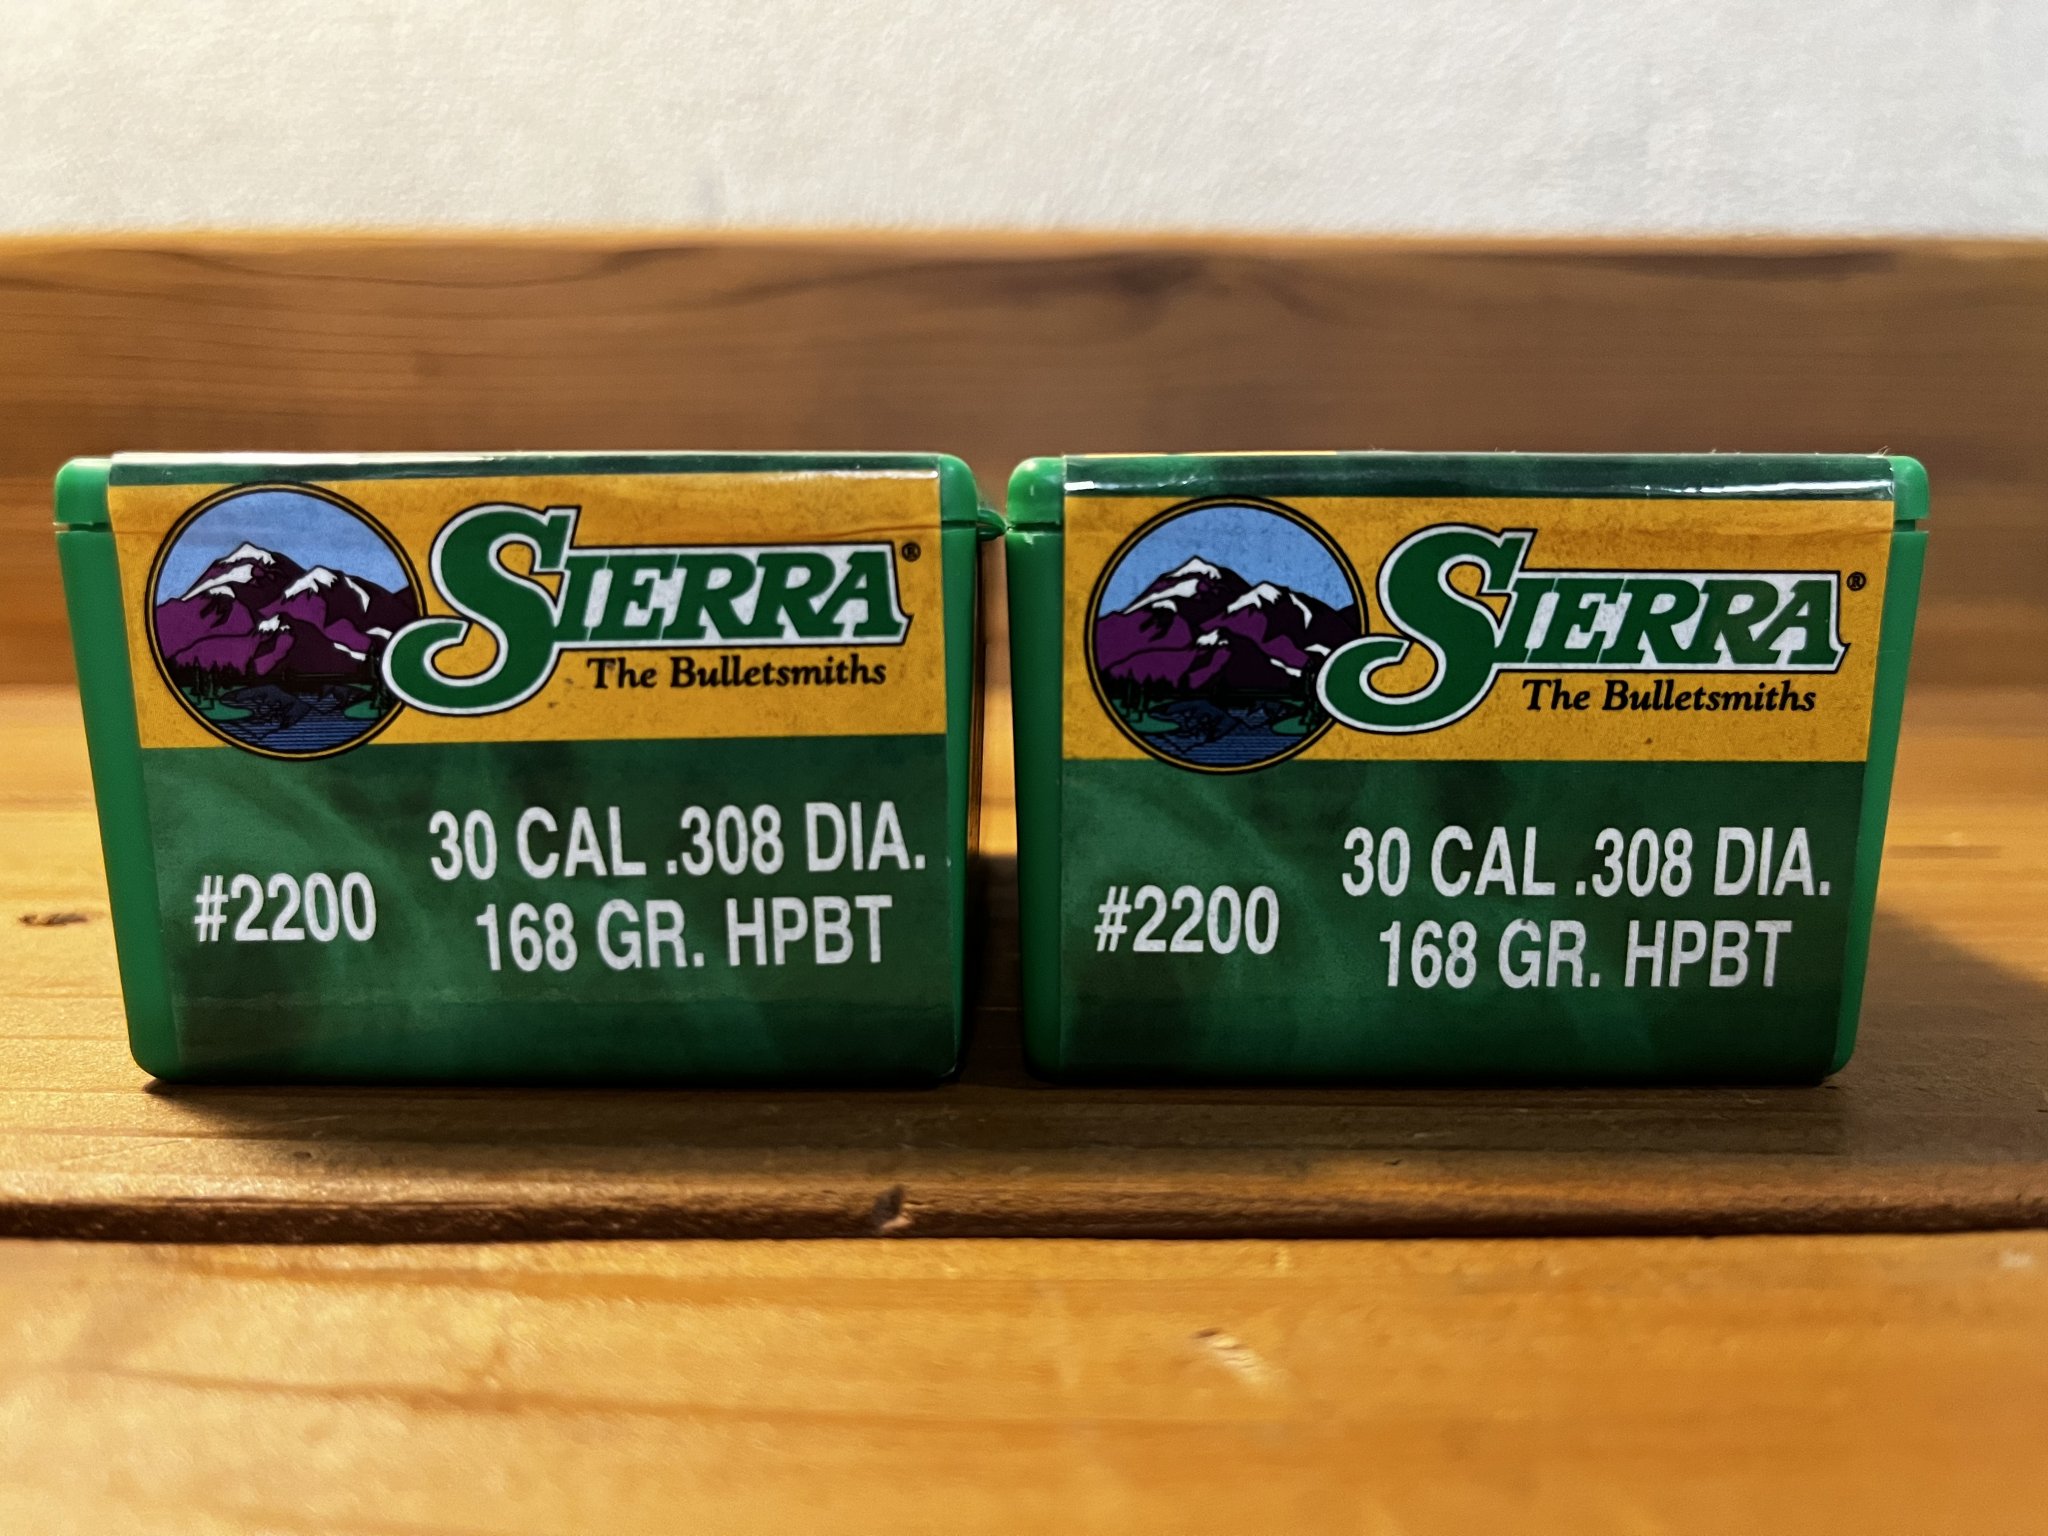 SIERRA®
The Bulletsmiths
#2200
30 CAL .308 DIA.
168 GR. HPBT
SIERRA®
The Bulletsmiths
#2200
30 CAL .308 DIA.
168 GR. HPBT